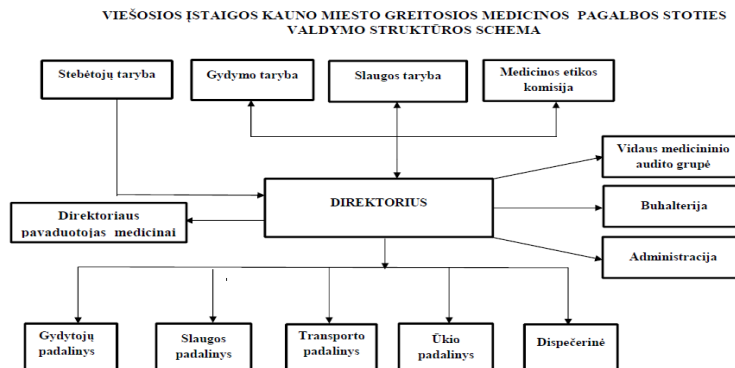 VIEŠOSIOS ĮSTAIGOS KAUNO MIESTO GREITOSIOS MEDICINOS PAGALBOS STOTIES
VALDYMO STRUKTŪROS SCHEMA
Stebėtojų taryba
Gydymo taryba
Slaugos taryba
Medicinos etikos
komisija
Vidaus medicininio
audito grupė
DIREKTORIUS
Buhalterija
Direktoriaus
pavaduotojas medicinai
Administracija
Gydytojų
padalinys
Slaugos
padalinys
Transporto
padalinys
Ūkio
padalinys
Dispečerinė